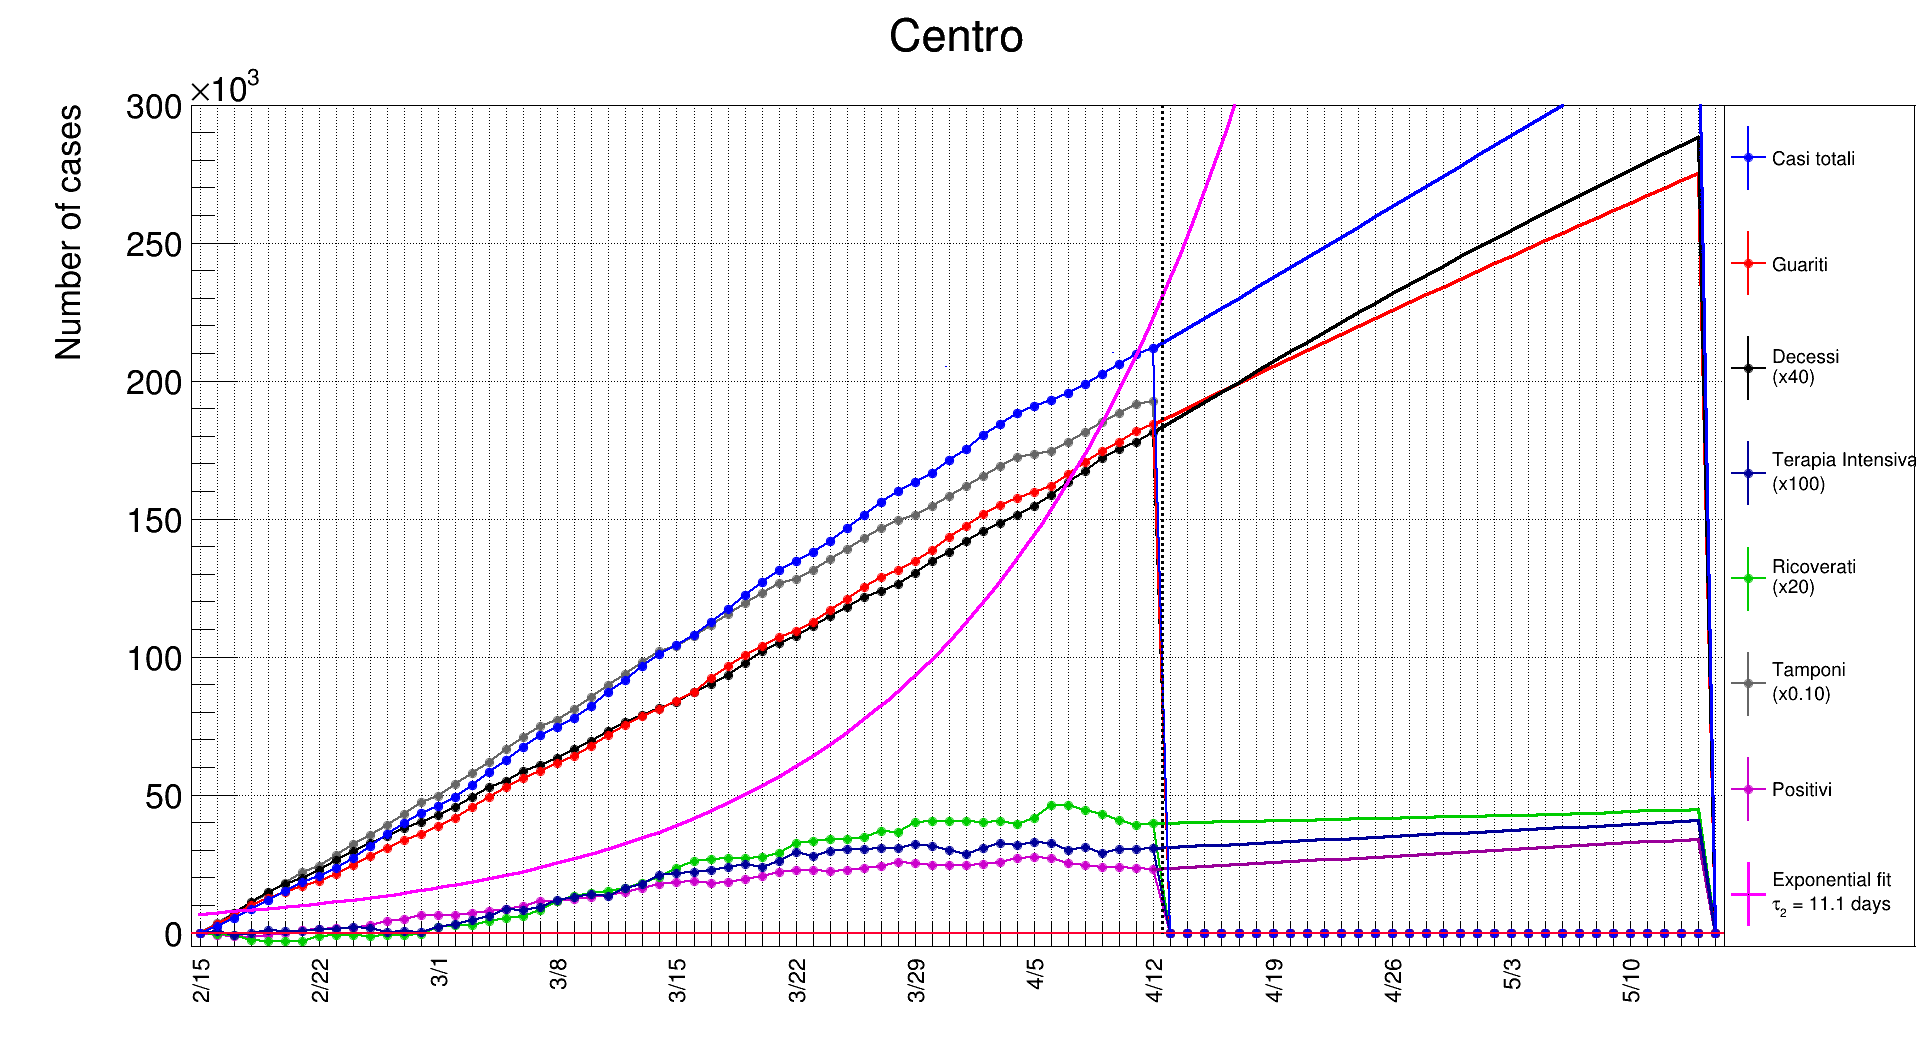 Centro
×10³
Number of cases
300
250
200
150
100
50
0
2/15
2/22
3/1
3/8
3/15
3/22
3/29
4/5
4/12
4/19
4/26
5/3
5/10
Casi totali
Guariti
Decessi
(x40)
Terapia Intensiva
(x100)
Ricoverati
(x20)
Tamponi
(x0.10)
Positivi
Exponential fit
τ₂ = 11.1 days